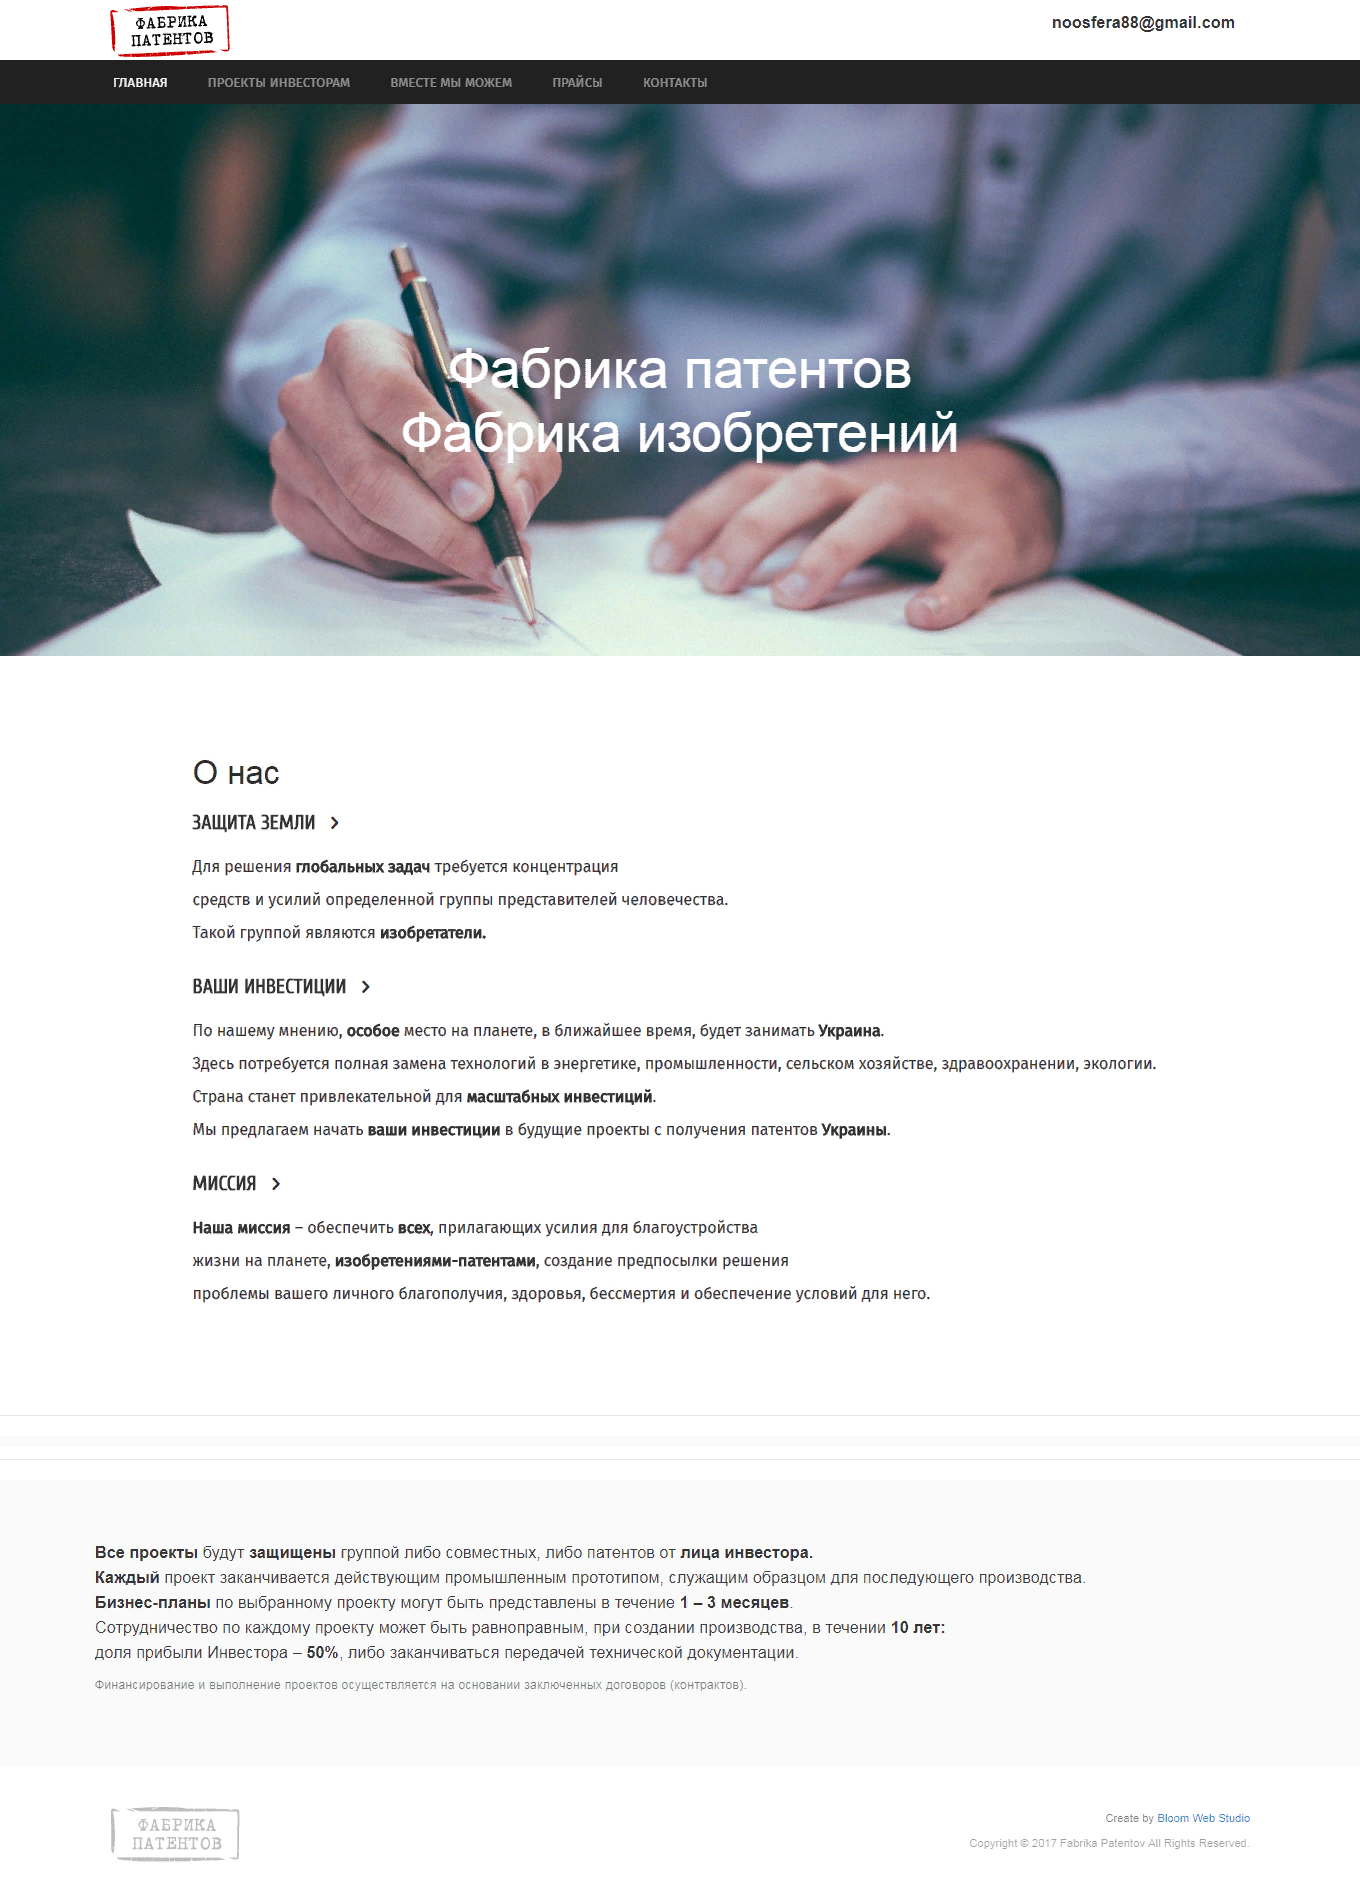 ФАБРИКА
ПАТЕНТОВ
noosfera88@gmail.com
ГЛАВНАЯ ПРОЕКТЫ ИНВЕСТОРАМ ВМЕСТЕ МЫ МОЖЕМ ПРАЙСЫ КОНТАКТЫ
Фабрика патентов
Фабрика изобретений
О нас
ЗАЩИТА ЗЕМЛИ
Для решения глобальных задач требуется концентрация
средств и усилий определенной группы представителей человечества.
Такой группой являются изобретатели.
ВАШИ ИНВЕСТИЦИИ
По нашему мнению, особое место на планете, в ближайшее время, будет занимать Украина.
Здесь потребуется полная замена технологий в энергетике, промышленности, сельском хозяйстве, здравоохранении, экологии.
Страна станет привлекательной для масштабных инвестиций.
Мы предлагаем начать ваши инвестиции в будущие проекты с получения патентов Украины.
МИССИЯ
Наша миссия – обеспечить всех, прилагающих усилия для благоустройства
жизни на планете, изобретениями-патентами, создание предпосылки решения
проблемы вашего личного благополучия, здоровья, бессмертия и обеспечение условий для него.
Все проекты будут защищены группой либо совместных, либо патентов от лица инвестора.
Каждый проект заканчивается действующим промышленным прототипом, служащим образцом для последующего производства.
Бизнес-планы по выбранному проекту могут быть представлены в течение 1 – 3 месяцев.
Сотрудничество по каждому проекту может быть равноправным, при создании производства, в течении 10 лет:
доля прибыли Инвестора – 50%, либо заканчиваться передачей технической документации.
Финансирование и выполнение проектов осуществляется на основании заключенных договоров (контрактов).
ФАБРИКА
ПАТЕНТОВ
Create by Bloom Web Studio
Copyright © 2017 Fabrika Patentov All Rights Reserved.